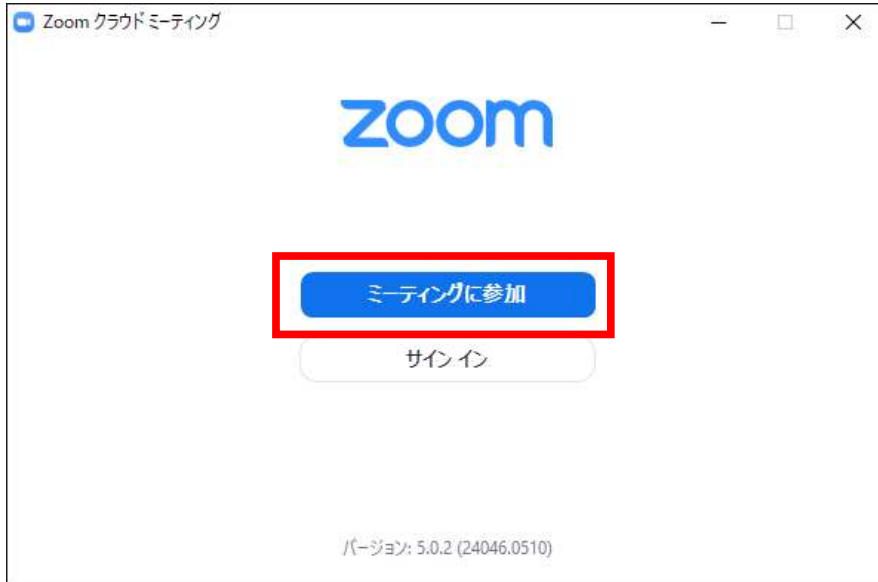 Zoom クラウド ミーティング
zoom
ミーティングに参加
サイン イン
バージョン: 5.0.2 (24046.0510)